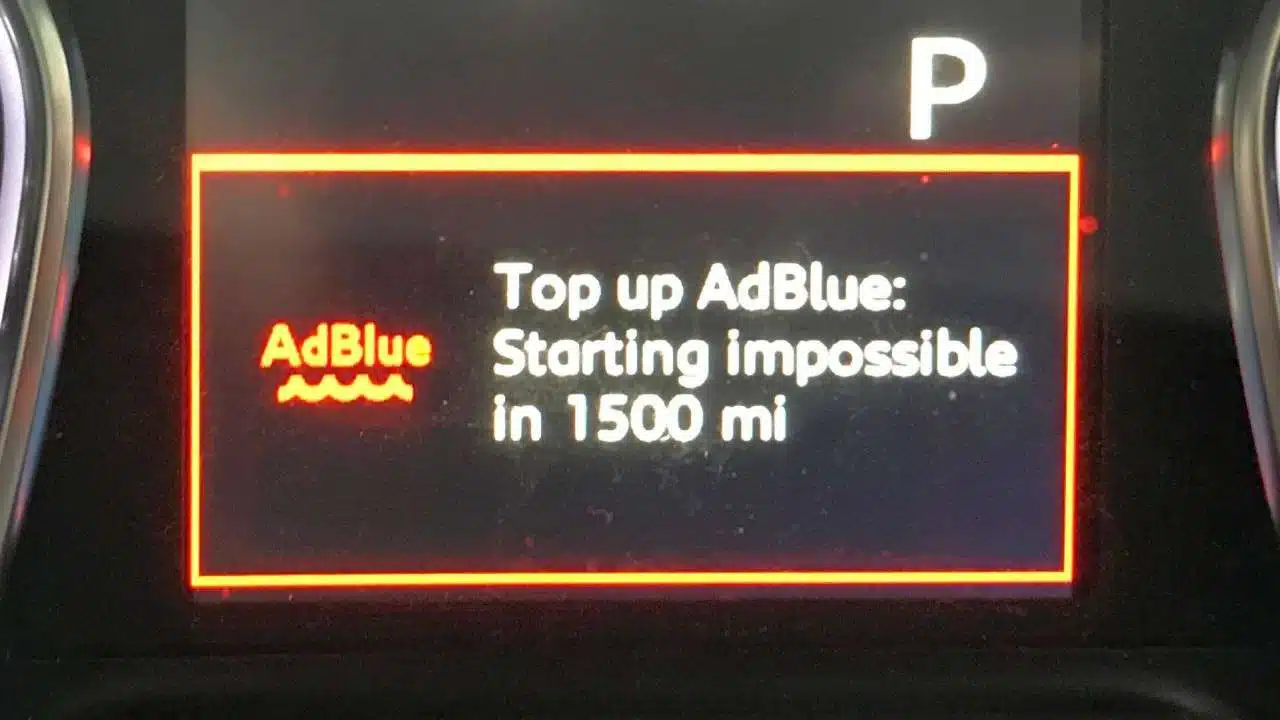 P
Top up AdBlue:
AdBlue
Starting impossible
in 1500 mi